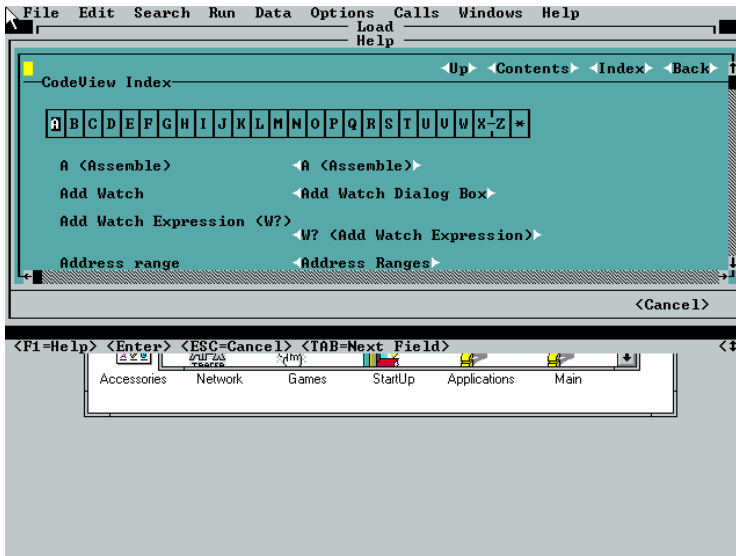 File Edit Search Run Data Options Calls Windows Help
Load
Help
<Up> <Contents> <Index> <Back>
CodeView Index
A B C D E F G H I J K L M N O P Q R S T U V W X-Z *
A (Assemble) <A (Assemble)>
Add Watch <Add Watch Dialog Box>
Add Watch Expression (W?)
<W? (Add Watch Expression)>
Address range <Address Ranges>
<Cancel>
<F1=Help> <Enter> <ESC=Cancel> <TAB=Next Field>
Accessories Network Games StartUp Applications Main